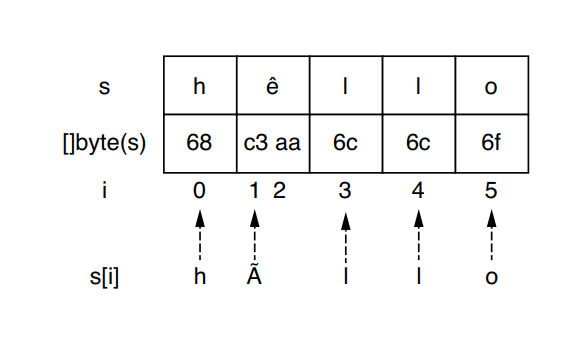 s h ê l l o
[]byte(s) 68 c3 aa 6c 6c 6f
i 0 1 2 3 4 5
s[i] h Ã l l o